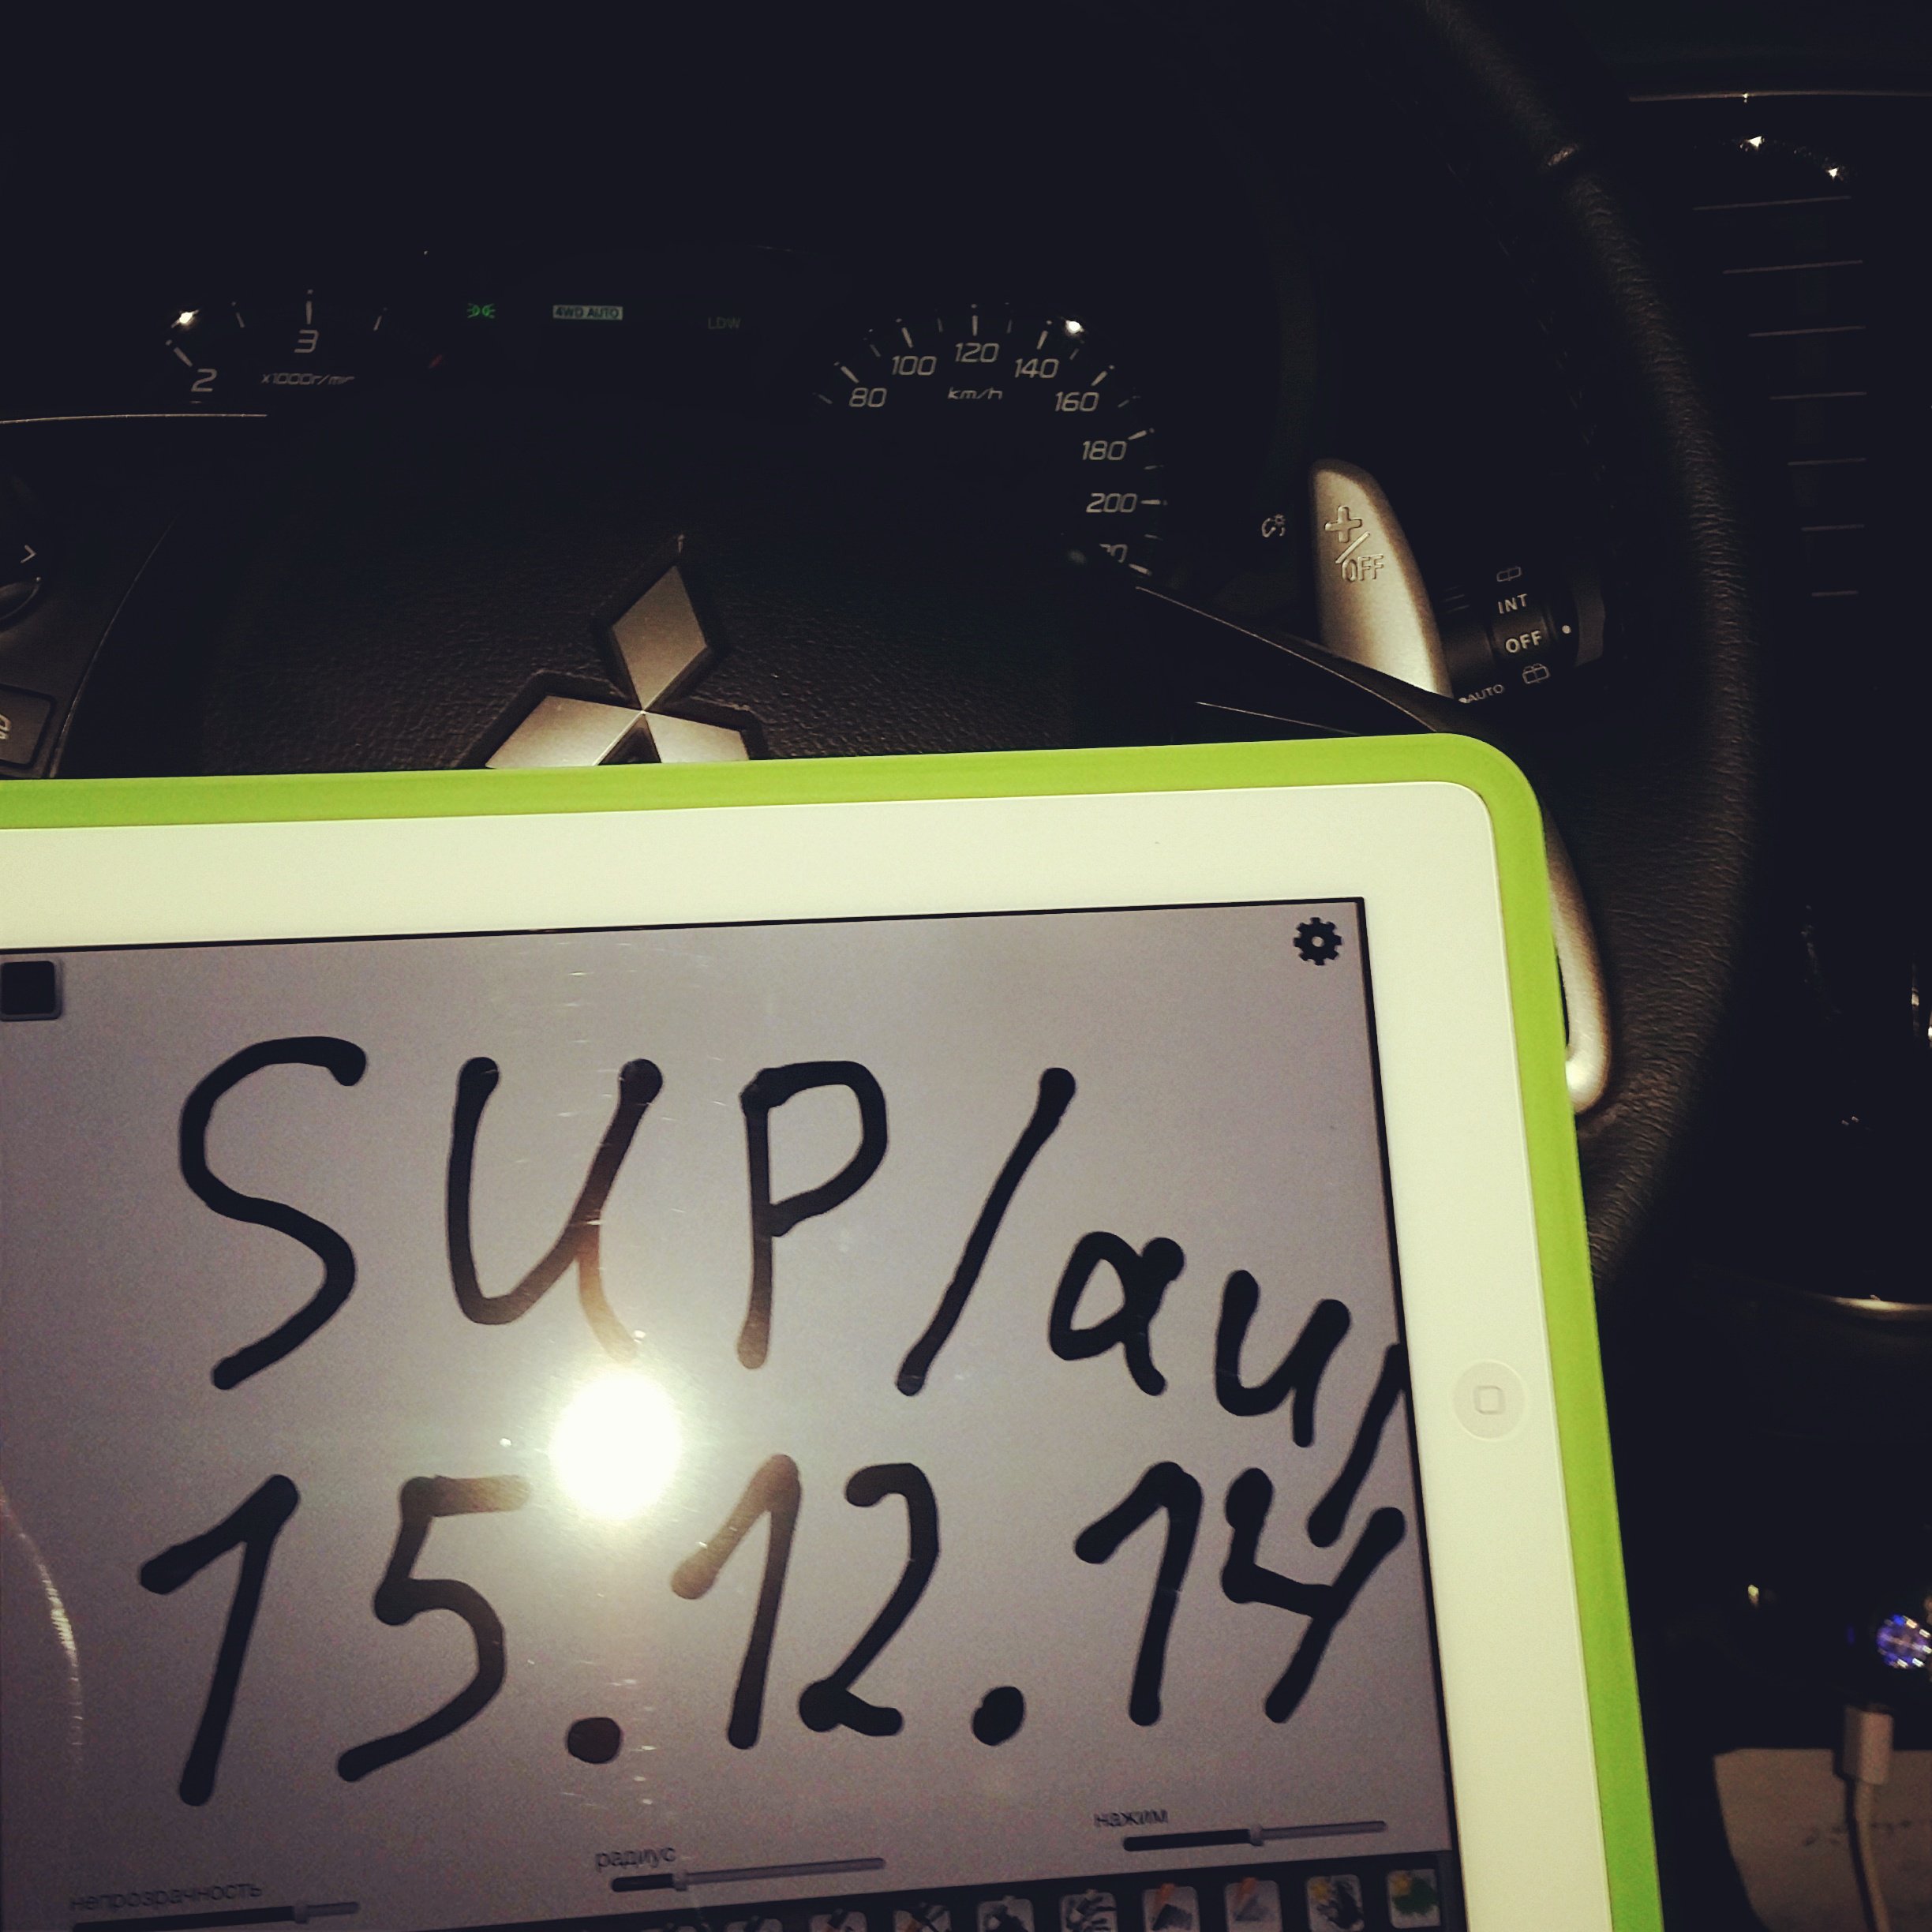 2 3 x1000r/min
4WD AUTO
LDW
80 100 120 140 160 180 200
km/h
+/OFF
INT
OFF
AUTO
SUP/au/
15.12.14
непрозрачность
радиус
нажим